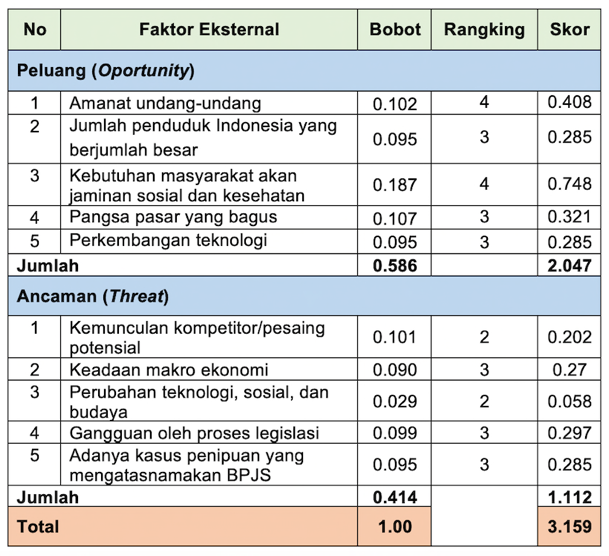 No Faktor Eksternal Bobot Rangking Skor
Peluang (Oportunity)
1 Amanat undang-undang 0.102 4 0.408
2 Jumlah penduduk Indonesia yang
berjumlah besar 0.095 3 0.285
3 Kebutuhan masyarakat akan
jaminan sosial dan kesehatan 0.187 4 0.748
4 Pangsa pasar yang bagus 0.107 3 0.321
5 Perkembangan teknologi 0.095 3 0.285
Jumlah 0.586 2.047
Ancaman (Threat)
1 Kemunculan kompetitor/pesaing
potensial 0.101 2 0.202
2 Keadaan makro ekonomi 0.090 3 0.27
3 Perubahan teknologi, sosial, dan
budaya 0.029 2 0.058
4 Gangguan oleh proses legislasi 0.099 3 0.297
5 Adanya kasus penipuan yang
mengatasnamakan BPJS 0.095 3 0.285
Jumlah 0.414 1.112
Total 1.00 3.159